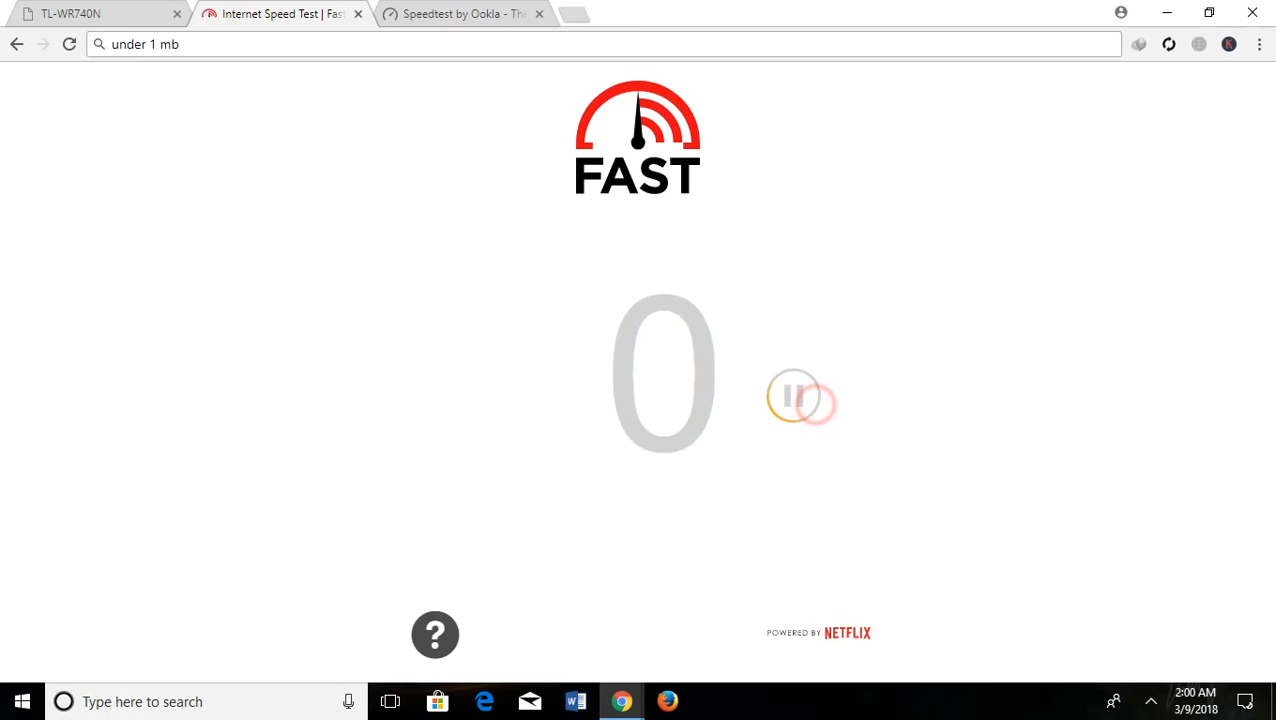 TL-WR740N
Internet Speed Test | Fast
Speedtest by Ookla - The
under 1 mb
K
FAST
0
?
POWERED BY NETFLIX
Type here to search
2:00 AM
3/9/2018